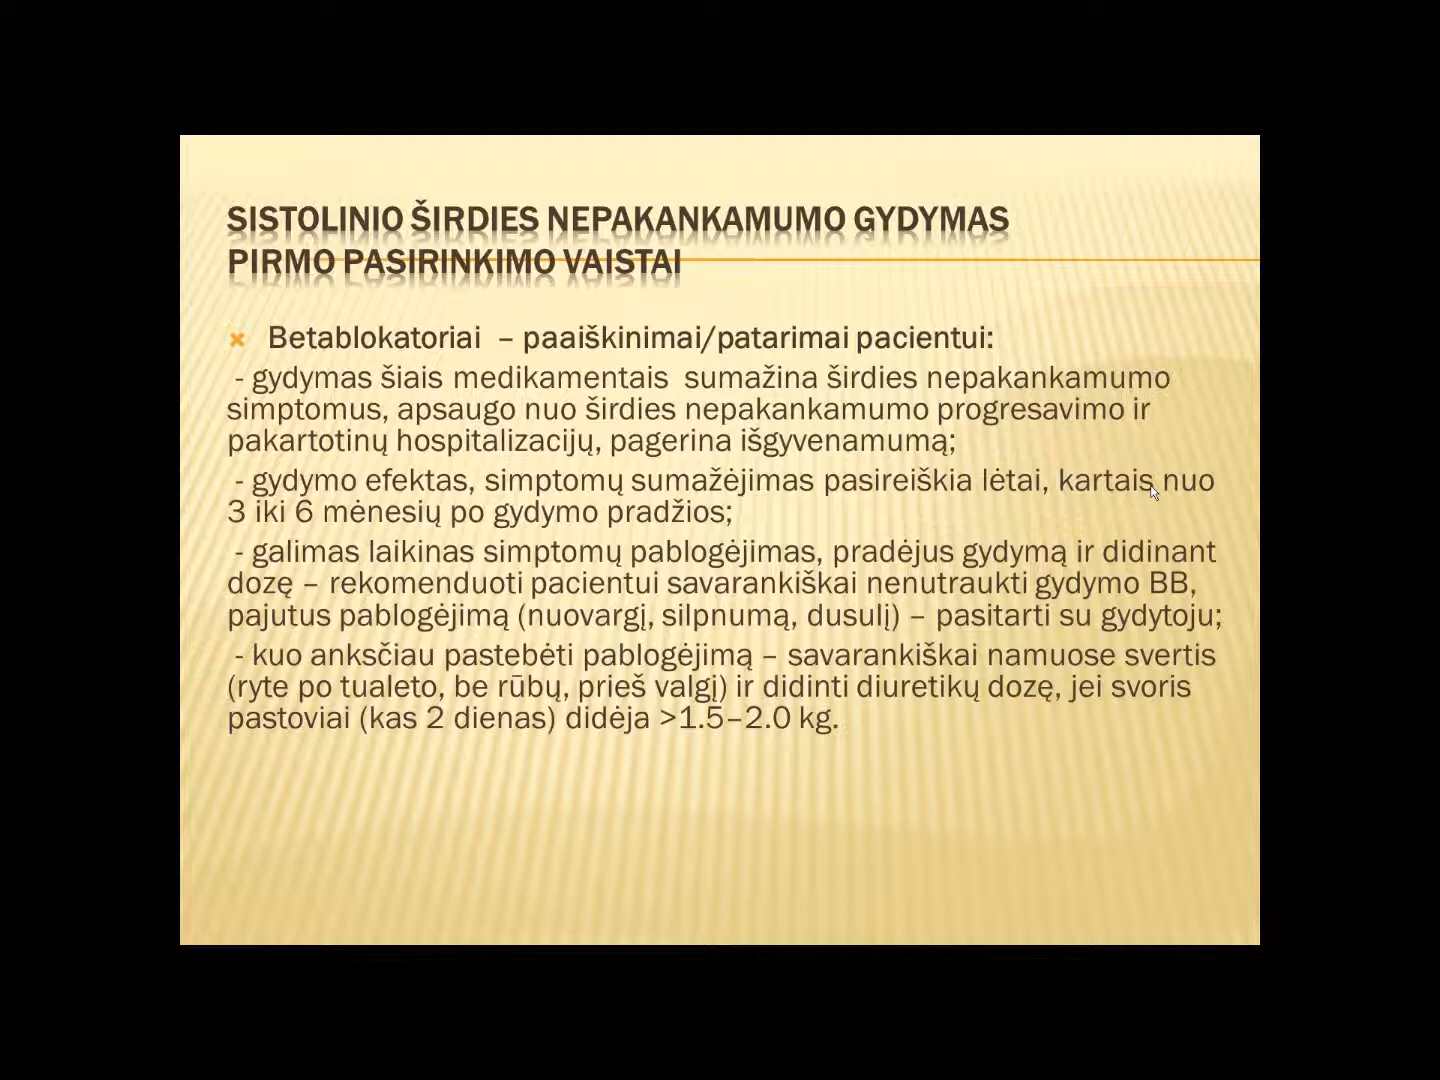 SISTOLINIO ŠIRDIES NEPAKANKAMUMO GYDYMAS
PIRMO PASIRINKIMO VAISTAI
Betablokatoriai – paaiškinimai/patarimai pacientui:
- gydymas šiais medikamentais sumažina širdies nepakankamumo
simptomus, apsaugo nuo širdies nepakankamumo progresavimo ir
pakartotinų hospitalizacijų, pagerina išgyvenamumą;
- gydymo efektas, simptomų sumažėjimas pasireiškia lėtai, kartais nuo
3 iki 6 mėnesių po gydymo pradžios;
- galimas laikinas simptomų pablogėjimas, pradėjus gydymą ir didinant
dozę – rekomenduoti pacientui savarankiškai nenutraukti gydymo BB,
pajutus pablogėjimą (nuovargį, silpnumą, dusulį) – pasitarti su gydytoju;
- kuo anksčiau pastebėti pablogėjimą – savarankiškai namuose svertis
(ryte po tualeto, be rūbų, prieš valgį) ir didinti diuretikų dozę, jei svoris
pastoviai (kas 2 dienas) didėja >1.5–2.0 kg.